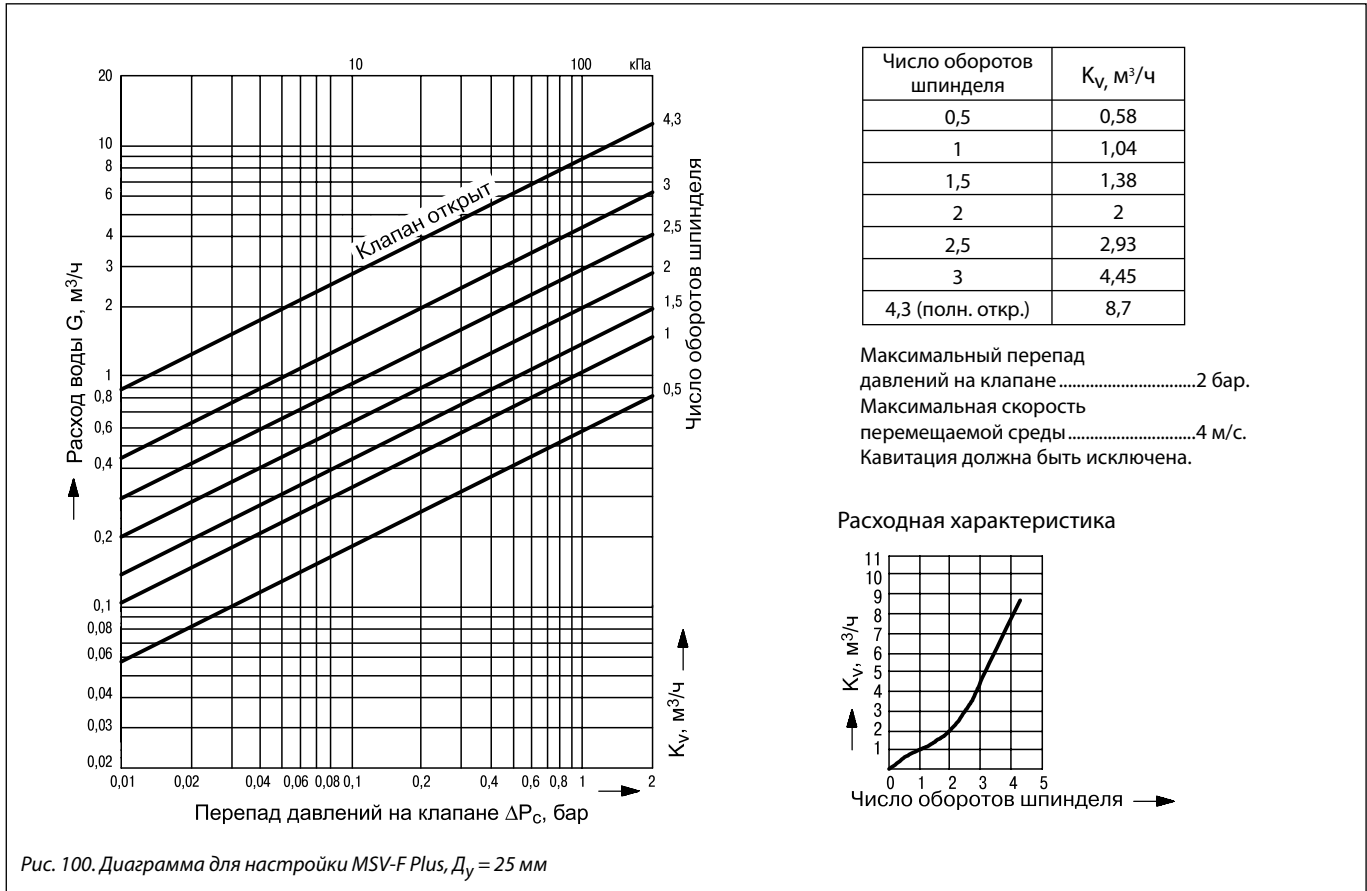 10 100 кПа
20
10
8
6
4
3
2
1
0,8
0,6
0,4
0,2
0,1
0,08
0,06
0,04
0,03
0,02
Расход воды G, м³/ч
Клапан открыт
4,3
3
2,5
2
1,5
1
0,5
Число оборотов шпинделя
Kv, м³/ч
0,01 0,02 0,04 0,06 0,08 0,1 0,2 0,4 0,6 0,8 1 2
Перепад давлений на клапане ΔPc, бар
Число оборотов шпинделя Kv, м³/ч
0,5 0,58
1 1,04
1,5 1,38
2 2
2,5 2,93
3 4,45
4,3 (полн. откр.) 8,7
Максимальный перепад
давлений на клапане..............................2 бар.
Максимальная скорость
перемещаемой среды............................4 м/с.
Кавитация должна быть исключена.
Расходная характеристика
11
10
9
8
7
6
5
4
3
2
1
Kv, м³/ч
0 1 2 3 4 5
Число оборотов шпинделя
Рис. 100. Диаграмма для настройки MSV-F Plus, Ду = 25 мм